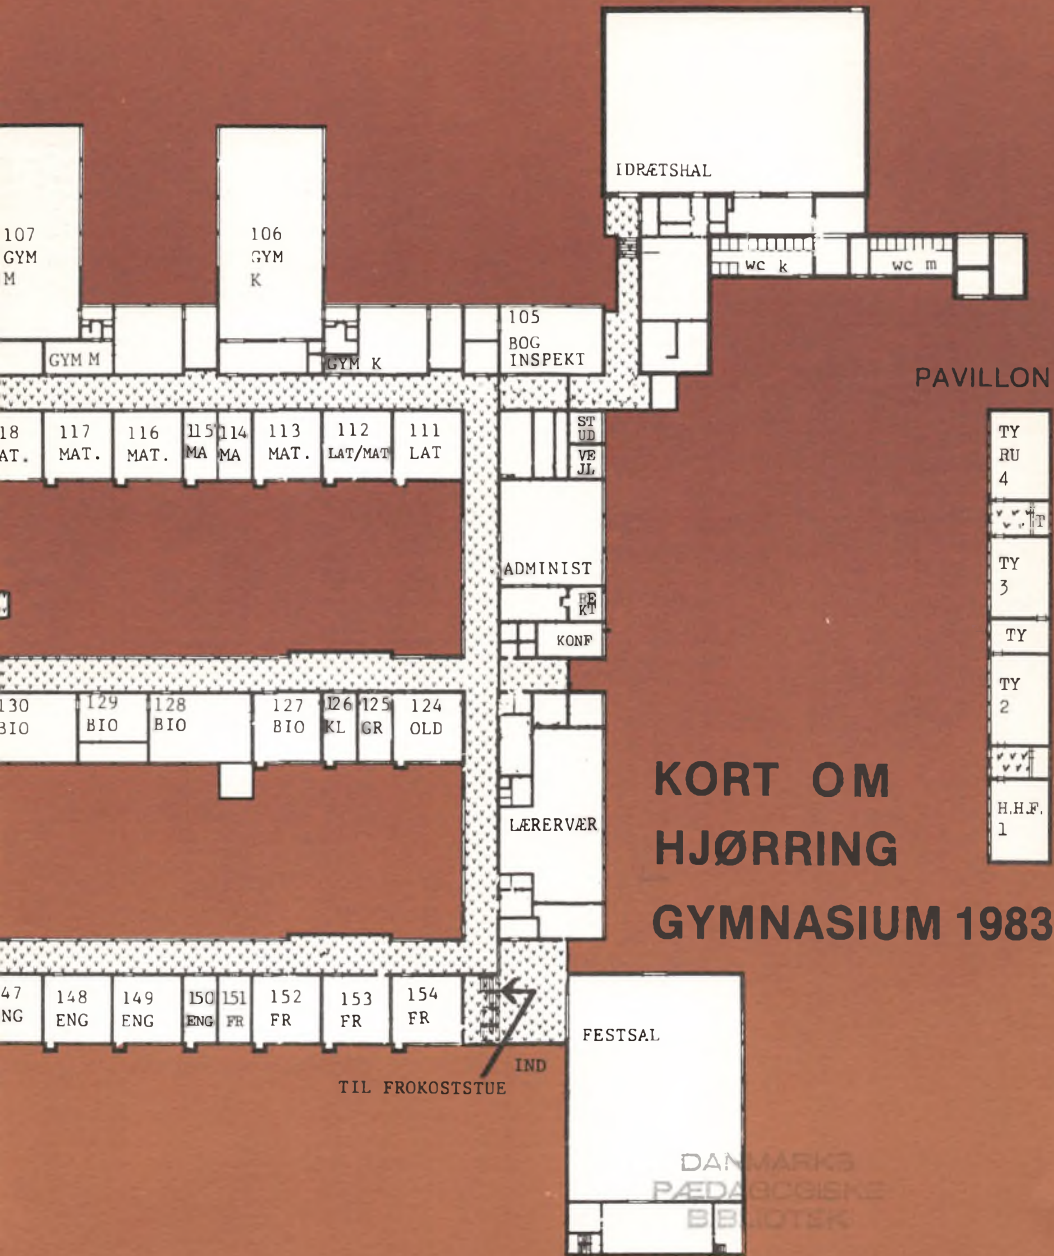 IDRÆTSHAL
107
GYM
M
106
GYM
K
wc k
wc m
105
BOG
INSPEKT
GYM M
GYM K
PAVILLON
18
AT.
117
MAT.
116
MAT.
115
MA
114
MA
113
MAT.
112
LAT/MAT
111
LAT
ST
UD
VE
JL
TY
RU
4
T
ADMINIST
TY
3
RE
KT
KONF
TY
130
BIO
129
BIO
128
BIO
127
BIO
126
KL
125
GR
124
OLD
TY
2
KORT OM
HJØRRING
GYMNASIUM 1983
LÆRERVÆR
H.H.F.
1
47
NG
148
ENG
149
ENG
150
ENG
151
FR
152
FR
153
FR
154
FR
FESTSAL
IND
TIL FROKOSTSTUE
DANMARKS
PÆDAGOGISKE
BIBLIOTEK